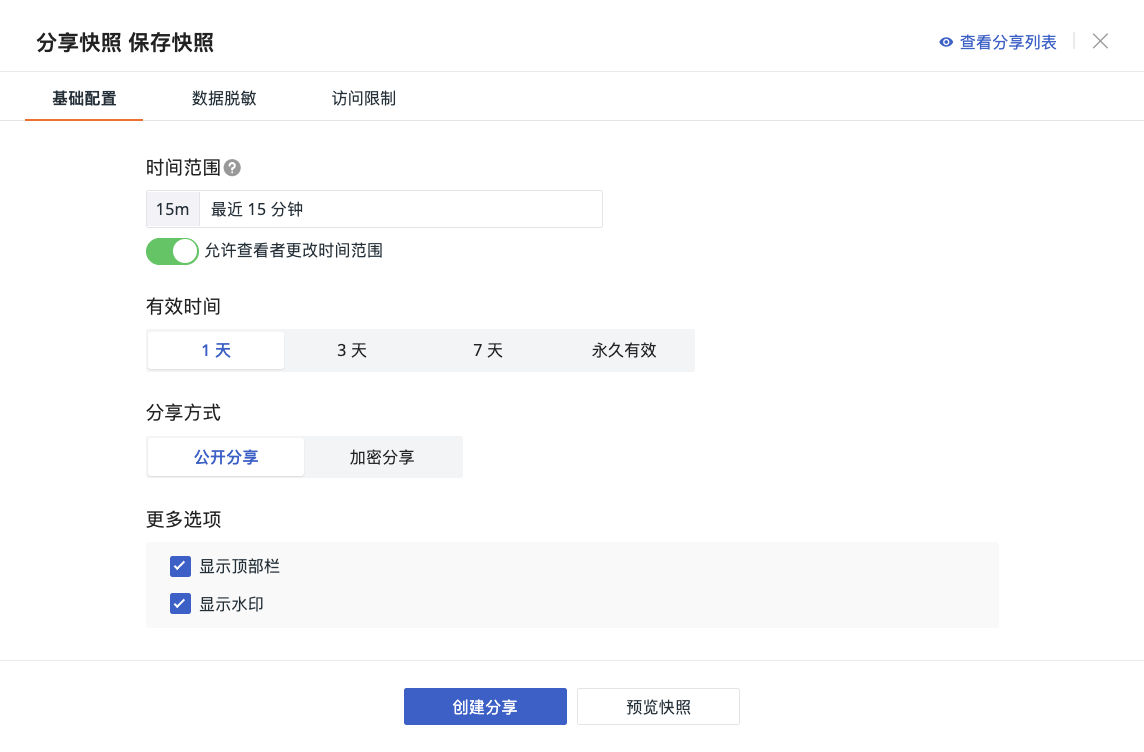 分享快照 保存快照 查看分享列表
基础配置 数据脱敏 访问限制
时间范围
15m 最近 15 分钟
允许查看者更改时间范围
有效时间
1 天 3 天 7 天 永久有效
分享方式
公开分享 加密分享
更多选项
显示顶部栏
显示水印
创建分享 预览快照